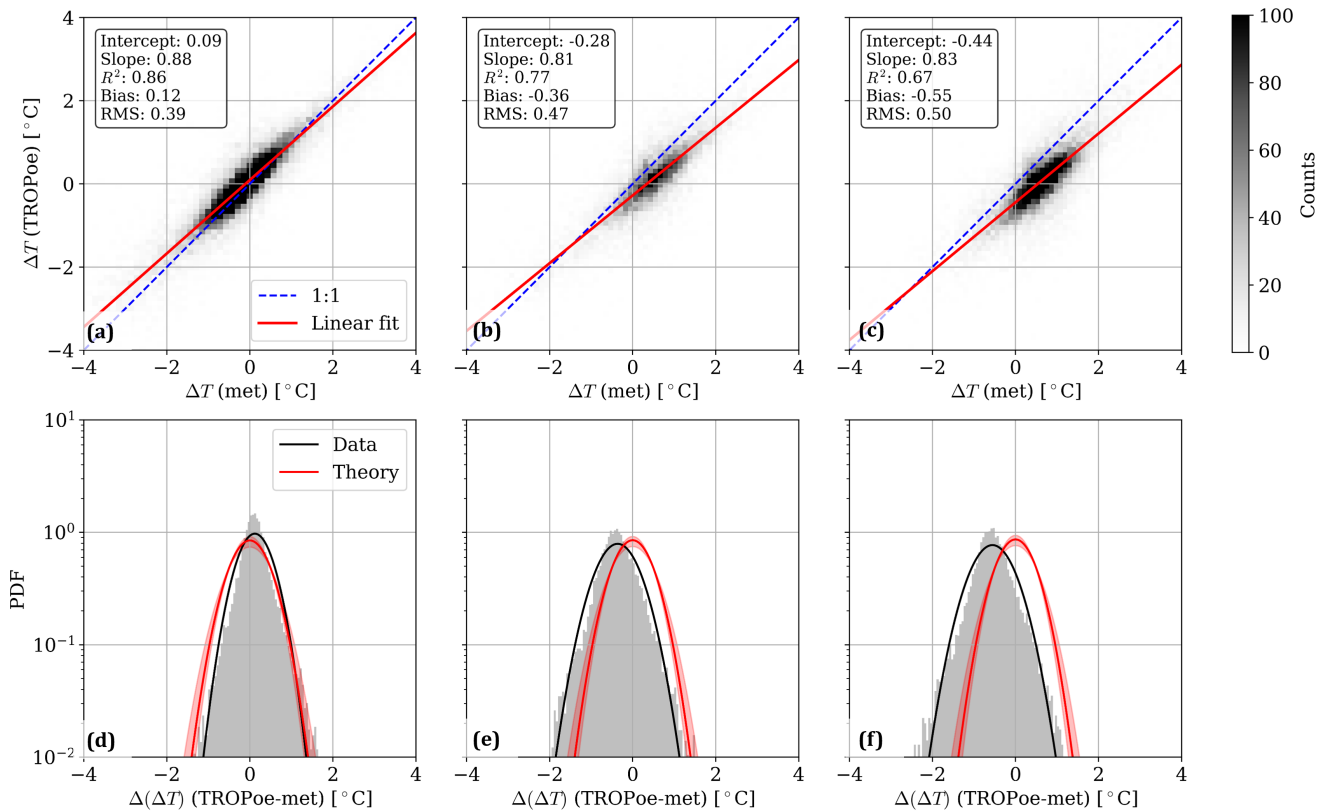 Intercept: 0.09
Slope: 0.88
R²: 0.86
Bias: 0.12
RMS: 0.39
Intercept: -0.28
Slope: 0.81
R²: 0.77
Bias: -0.36
RMS: 0.47
Intercept: -0.44
Slope: 0.83
R²: 0.67
Bias: -0.55
RMS: 0.50
4
2
0
−2
−4
ΔT (TROPoe) [°C]
1:1
Linear fit
(a)
(b)
(c)
−4 −2 0 2 4
−4 −2 0 2 4
−4 −2 0 2 4
ΔT (met) [°C]
ΔT (met) [°C]
ΔT (met) [°C]
100
80
60
40
20
0
Counts
10¹
10⁰
10⁻¹
10⁻²
PDF
Data
Theory
(d)
(e)
(f)
−4 −2 0 2 4
−4 −2 0 2 4
−4 −2 0 2 4
Δ(ΔT) (TROPoe-met) [°C]
Δ(ΔT) (TROPoe-met) [°C]
Δ(ΔT) (TROPoe-met) [°C]